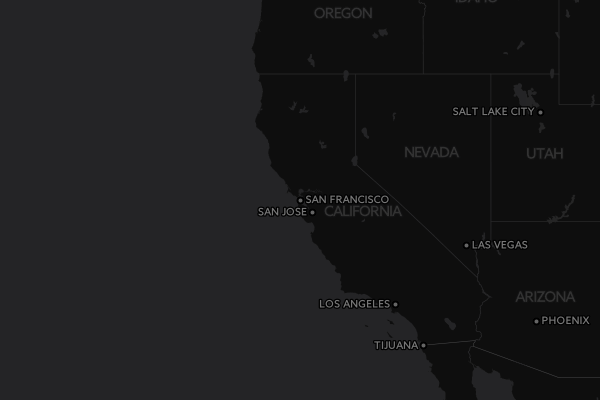 IDAHO
OREGON
SALT LAKE CITY
NEVADA
UTAH
SAN FRANCISCO
SAN JOSE
CALIFORNIA
LAS VEGAS
ARIZONA
LOS ANGELES
PHOENIX
TIJUANA